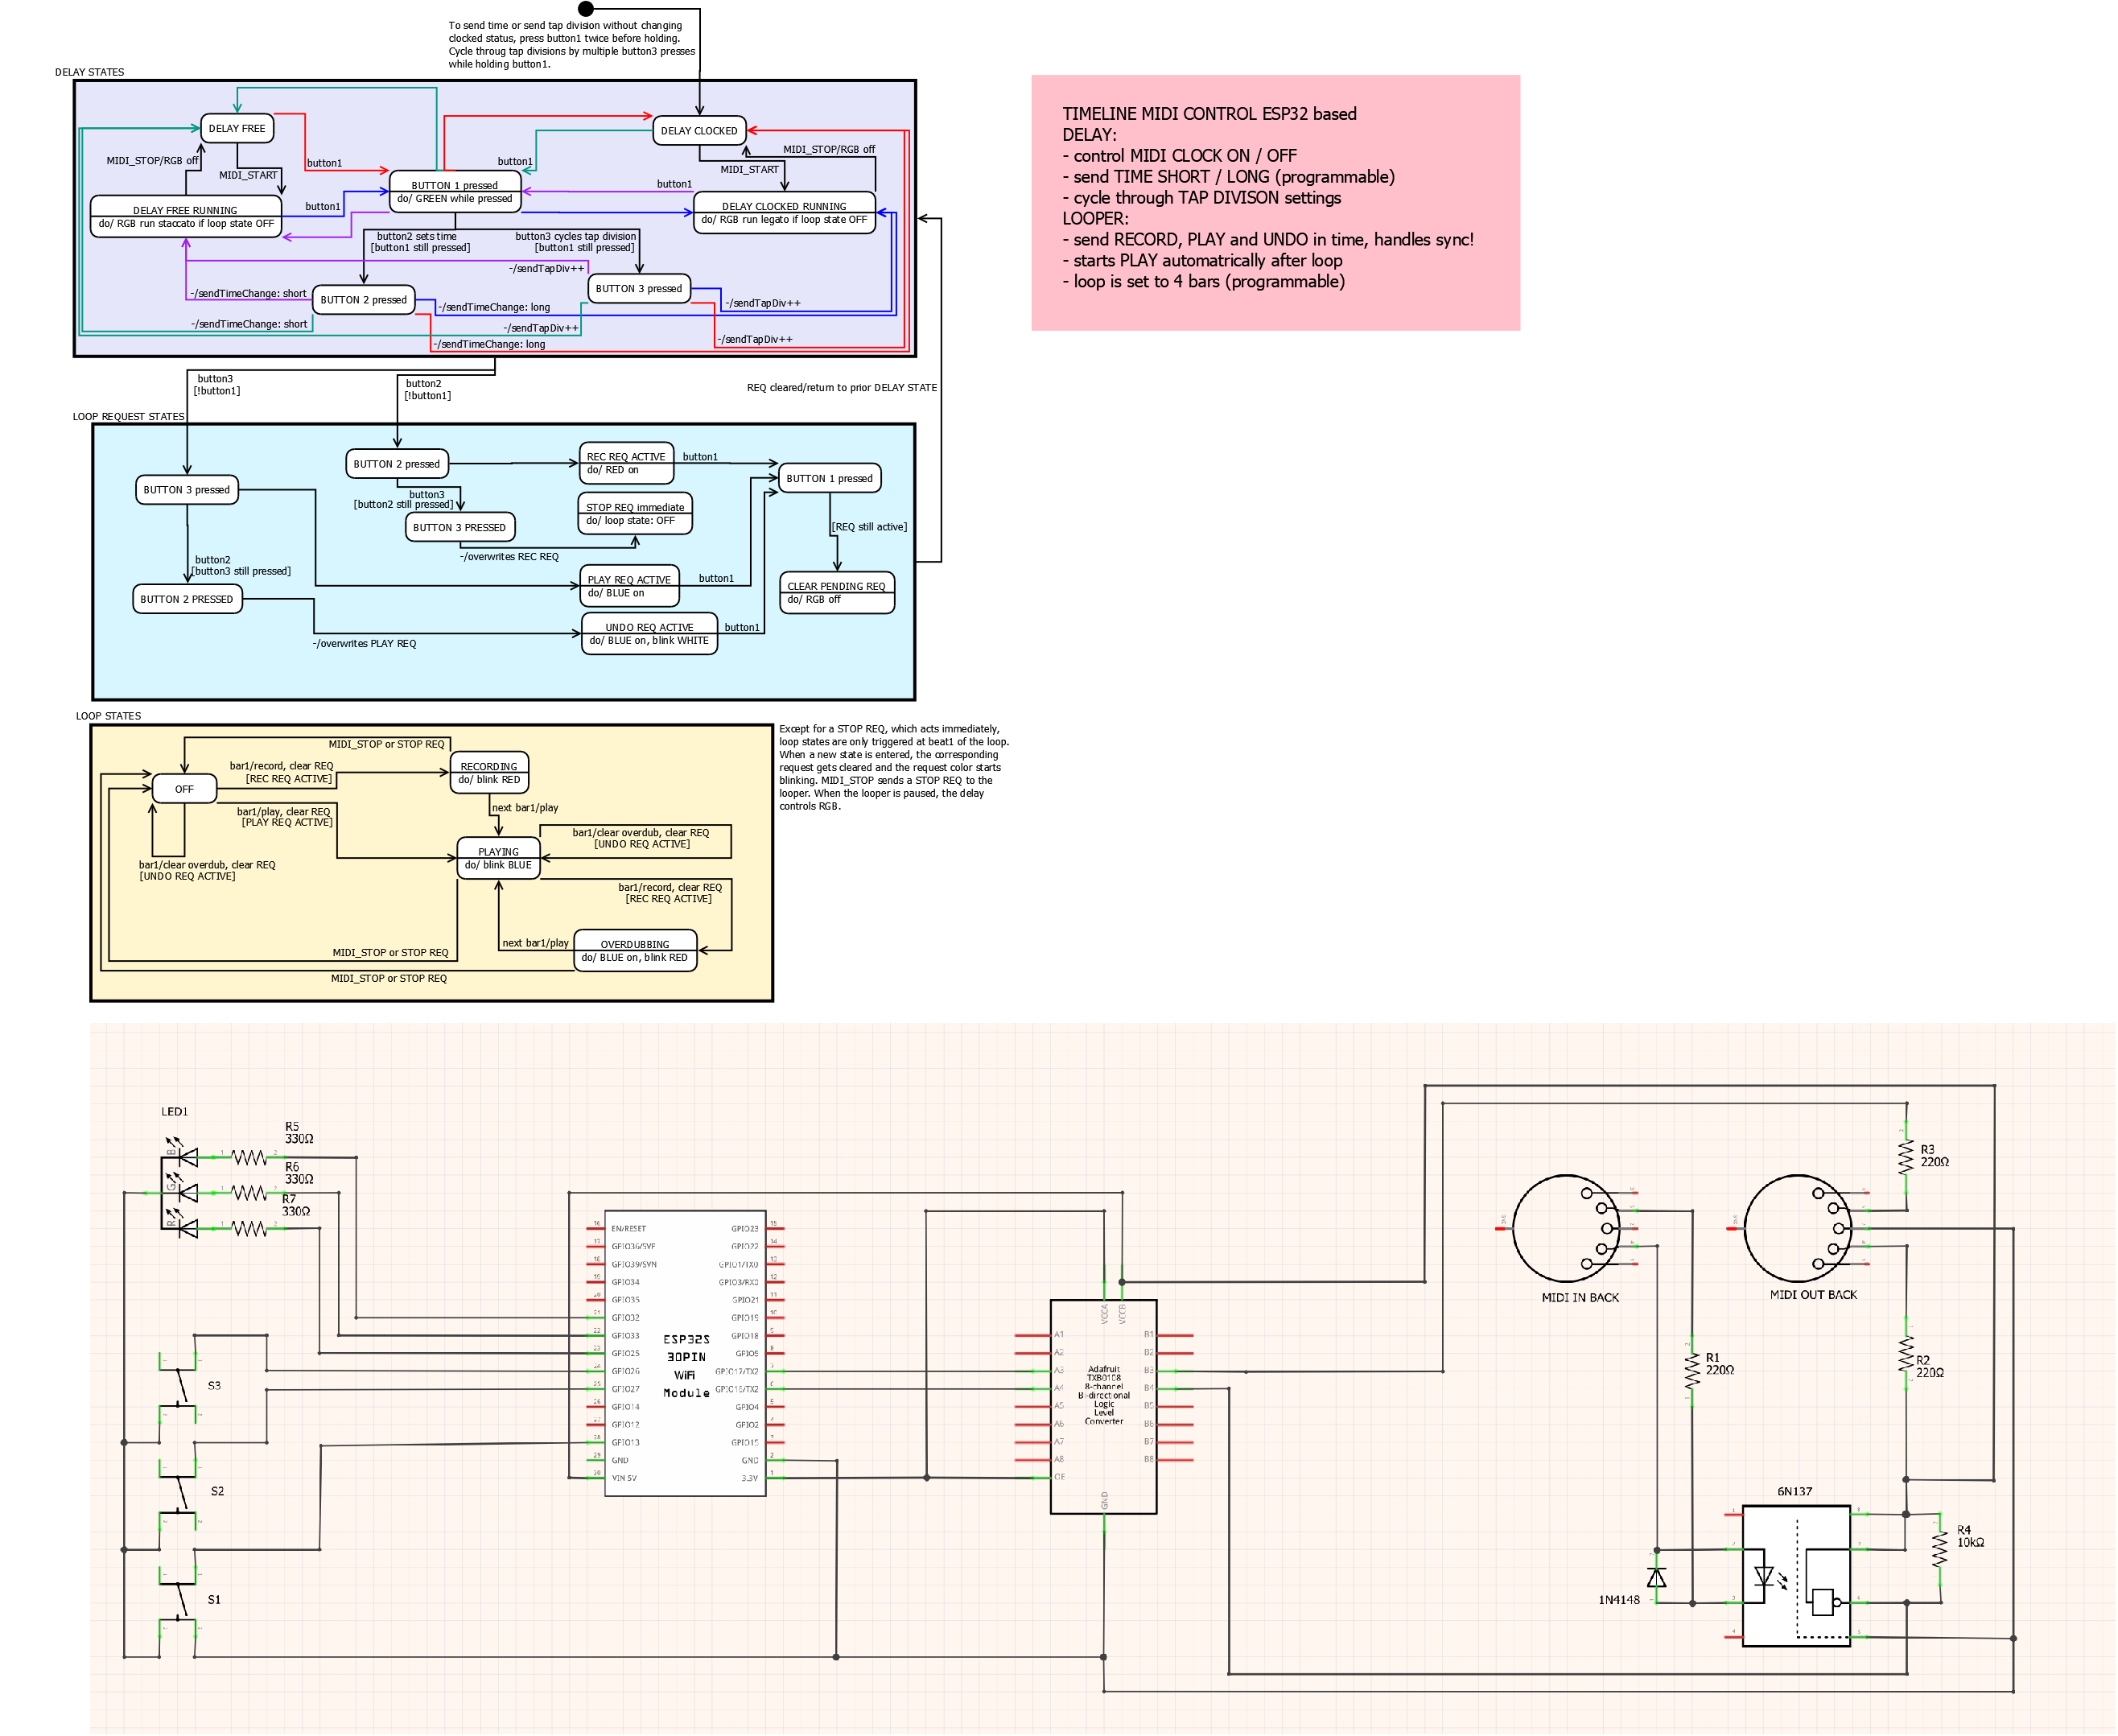 To send time or send tap division without changing
clocked status, press button1 twice before holding.
Cycle throug tap divisions by multiple button3 presses
while holding button1.
DELAY STATES
DELAY FREE
DELAY CLOCKED
MIDI_STOP/RGB off
MIDI_START
button1
button1
MIDI_STOP/RGB off
MIDI_START
BUTTON 1 pressed
do/ GREEN while pressed
button1
button1
DELAY FREE RUNNING
do/ RGB run staccato if loop state OFF
DELAY CLOCKED RUNNING
do/ RGB run legato if loop state OFF
button2 sets time
[button1 still pressed]
button3 cycles tap division
[button1 still pressed]
-/sendTapDiv++
BUTTON 2 pressed
BUTTON 3 pressed
-/sendTimeChange: short
-/sendTimeChange: long
-/sendTapDiv++
-/sendTimeChange: short
-/sendTapDiv++
-/sendTimeChange: long
-/sendTapDiv++
TIMELINE MIDI CONTROL ESP32 based
DELAY:
- control MIDI CLOCK ON / OFF
- send TIME SHORT / LONG (programmable)
- cycle through TAP DIVISON settings
LOOPER:
- send RECORD, PLAY and UNDO in time, handles sync!
- starts PLAY automatrically after loop
- loop is set to 4 bars (programmable)
button3
[!button1]
button2
[!button1]
REQ cleared/return to prior DELAY STATE
LOOP REQUEST STATES
BUTTON 3 pressed
BUTTON 2 pressed
REC REQ ACTIVE
do/ RED on
button1
BUTTON 1 pressed
button3
[button2 still pressed]
STOP REQ immediate
do/ loop state: OFF
BUTTON 3 PRESSED
-/overwrites REC REQ
[REQ still active]
button2
[button3 still pressed]
BUTTON 2 PRESSED
PLAY REQ ACTIVE
do/ BLUE on
button1
CLEAR PENDING REQ
do/ RGB off
UNDO REQ ACTIVE
do/ BLUE on, blink WHITE
button1
-/overwrites PLAY REQ
LOOP STATES
MIDI_STOP or STOP REQ
bar1/record, clear REQ
[REC REQ ACTIVE]
RECORDING
do/ blink RED
OFF
bar1/play, clear REQ
[PLAY REQ ACTIVE]
next bar1/play
bar1/clear overdub, clear REQ
[UNDO REQ ACTIVE]
PLAYING
do/ blink BLUE
bar1/clear overdub, clear REQ
[UNDO REQ ACTIVE]
bar1/record, clear REQ
[REC REQ ACTIVE]
next bar1/play
OVERDUBBING
do/ BLUE on, blink RED
MIDI_STOP or STOP REQ
MIDI_STOP or STOP REQ
Except for a STOP REQ, which acts immediately,
loop states are only triggered at beat1 of the loop.
When a new state is entered, the corresponding
request gets cleared and the request color starts
blinking. MIDI_STOP sends a STOP REQ to the
looper. When the looper is paused, the delay
controls RGB.
LED1
B
G
R
R5
330Ω
R6
330Ω
R7
330Ω
S3
S2
S1
EN/RESET
GPIO36/SVP
GPIO39/SVN
GPIO34
GPIO35
GPIO32
GPIO33
GPIO25
GPIO26
GPIO27
GPIO14
GPIO12
GPIO13
GND
VIN 5V
ESP32S
30PIN
WiFi
Module
GPIO23
GPIO22
GPIO1/TX0
GPIO3/RX0
GPIO21
GPIO19
GPIO18
GPIO5
GPIO17/TX2
GPIO16/TX2
GPIO4
GPIO2
GPIO15
GND
3.3V
VCCA
VCCB
A1
A2
A3
A4
A5
A6
A7
A8
OE
Adafruit
TXB0108
8-channel
Bi-directional
Logic
Level
Converter
B1
B2
B3
B4
B5
B6
B7
B8
GND
MIDI IN BACK
MIDI OUT BACK
R3
220Ω
R1
220Ω
R2
220Ω
6N137
R4
10kΩ
1N4148